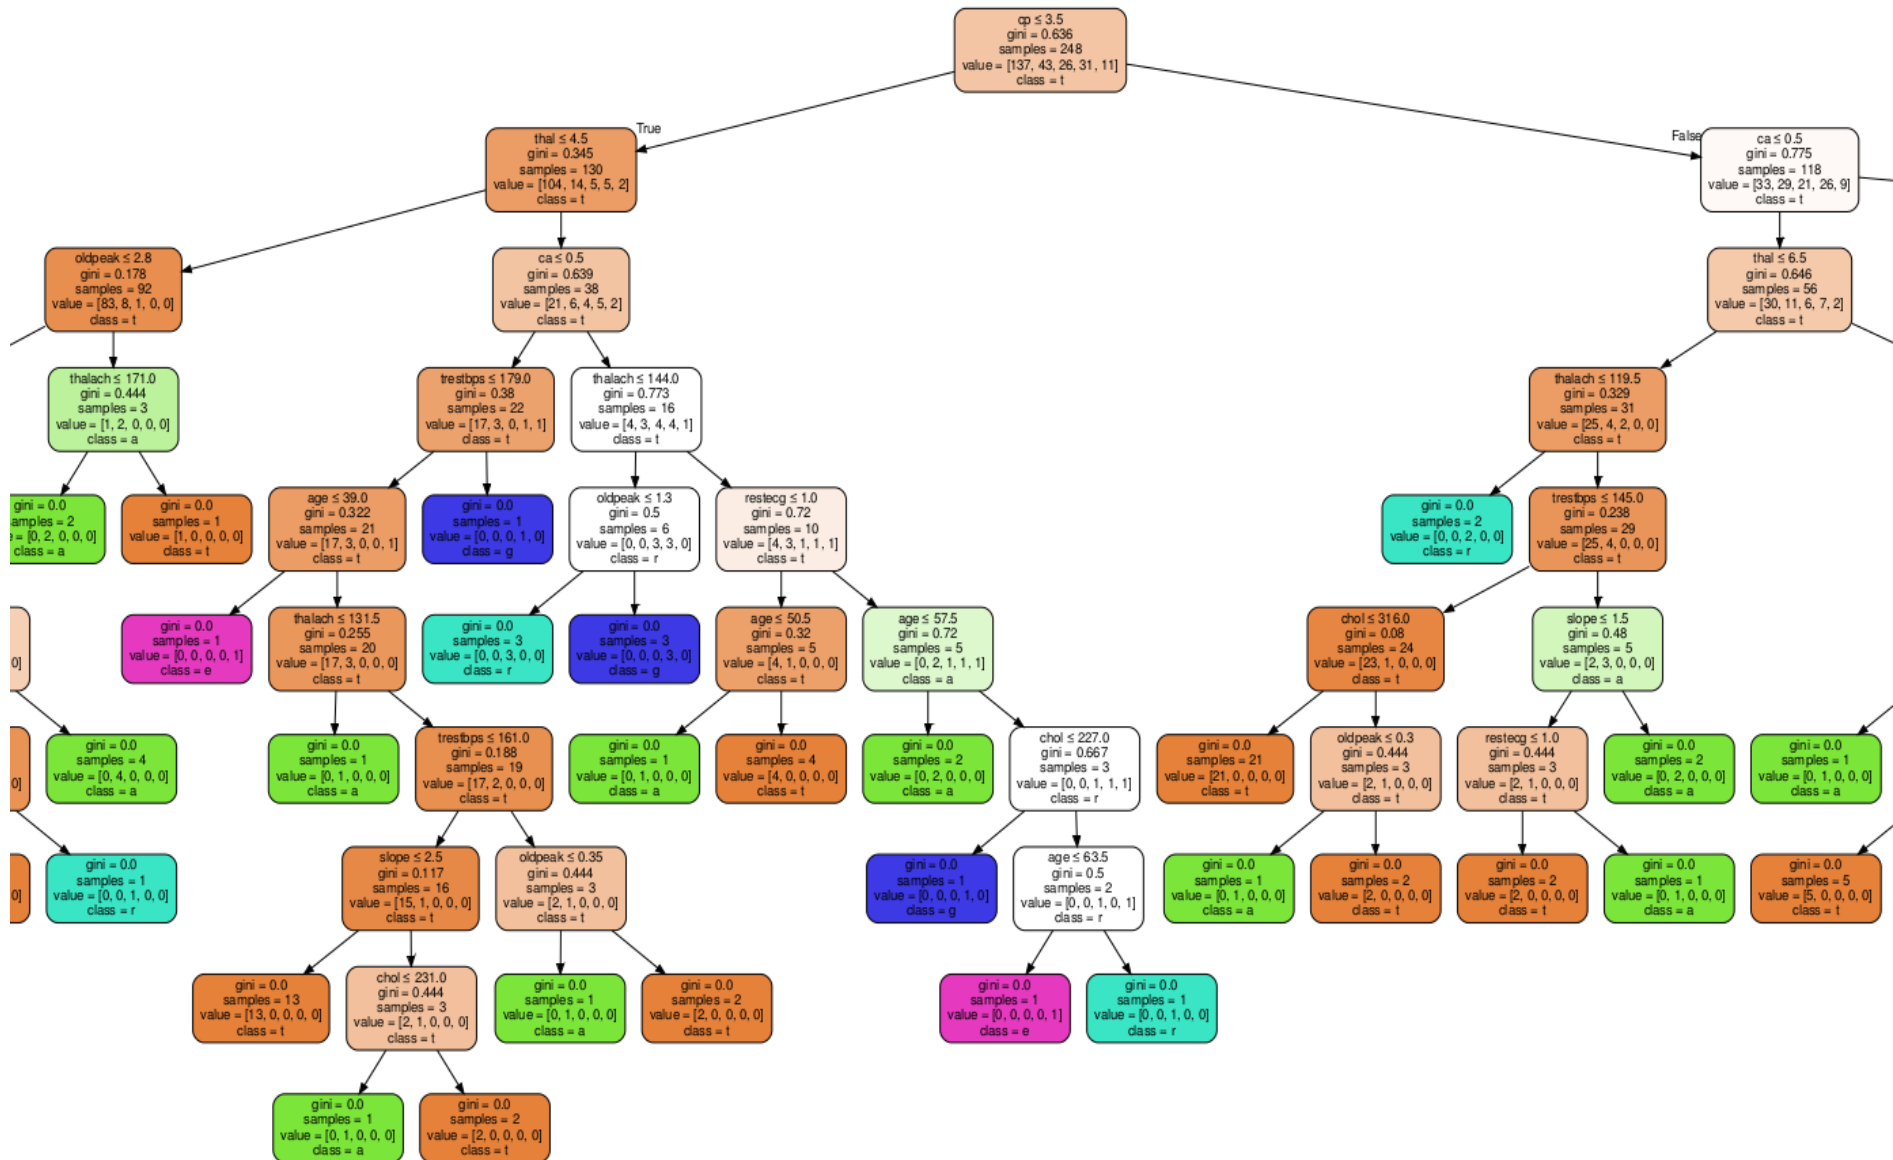 cp ≤ 3.5
gini = 0.636
samples = 248
value = [137, 43, 26, 31, 11]
class = t
True
False
thal ≤ 4.5
gini = 0.345
samples = 130
value = [104, 14, 5, 5, 2]
class = t
ca ≤ 0.5
gini = 0.775
samples = 118
value = [33, 29, 21, 26, 9]
class = t
oldpeak ≤ 2.8
gini = 0.178
samples = 92
value = [83, 8, 1, 0, 0]
class = t
ca ≤ 0.5
gini = 0.639
samples = 38
value = [21, 6, 4, 5, 2]
class = t
thal ≤ 6.5
gini = 0.646
samples = 56
value = [30, 11, 6, 7, 2]
class = t
thalach ≤ 171.0
gini = 0.444
samples = 3
value = [1, 2, 0, 0, 0]
class = a
trestbps ≤ 179.0
gini = 0.38
samples = 22
value = [17, 3, 0, 1, 1]
class = t
thalach ≤ 144.0
gini = 0.773
samples = 16
value = [4, 3, 4, 4, 1]
class = t
thalach ≤ 119.5
gini = 0.329
samples = 31
value = [25, 4, 2, 0, 0]
class = t
gini = 0.0
amples = 2
= [0, 2, 0, 0, 0]
class = a
gini = 0.0
samples = 1
value = [1, 0, 0, 0, 0]
class = t
age ≤ 39.0
gini = 0.322
samples = 21
value = [17, 3, 0, 0, 1]
class = t
gini = 0.0
samples = 1
value = [0, 0, 0, 1, 0]
class = g
oldpeak ≤ 1.3
gini = 0.5
samples = 6
value = [0, 0, 3, 3, 0]
class = r
restecg ≤ 1.0
gini = 0.72
samples = 10
value = [4, 3, 1, 1, 1]
class = t
gini = 0.0
samples = 2
value = [0, 0, 2, 0, 0]
class = r
trestbps ≤ 145.0
gini = 0.238
samples = 29
value = [25, 4, 0, 0, 0]
class = t
0]
gini = 0.0
samples = 1
value = [0, 0, 0, 0, 1]
class = e
thalach ≤ 131.5
gini = 0.255
samples = 20
value = [17, 3, 0, 0, 0]
class = t
gini = 0.0
samples = 3
value = [0, 0, 3, 0, 0]
class = r
gini = 0.0
samples = 3
value = [0, 0, 0, 3, 0]
class = g
age ≤ 50.5
gini = 0.32
samples = 5
value = [4, 1, 0, 0, 0]
class = t
age ≤ 57.5
gini = 0.72
samples = 5
value = [0, 2, 1, 1, 1]
class = a
chol ≤ 316.0
gini = 0.08
samples = 24
value = [23, 1, 0, 0, 0]
class = t
slope ≤ 1.5
gini = 0.48
samples = 5
value = [2, 3, 0, 0, 0]
class = a
0]
gini = 0.0
samples = 4
value = [0, 4, 0, 0, 0]
class = a
gini = 0.0
samples = 1
value = [0, 1, 0, 0, 0]
class = a
trestbps ≤ 161.0
gini = 0.188
samples = 19
value = [17, 2, 0, 0, 0]
class = t
gini = 0.0
samples = 1
value = [0, 1, 0, 0, 0]
class = a
gini = 0.0
samples = 4
value = [4, 0, 0, 0, 0]
class = t
gini = 0.0
samples = 2
value = [0, 2, 0, 0, 0]
class = a
chol ≤ 227.0
gini = 0.667
samples = 3
value = [0, 0, 1, 1, 1]
class = r
gini = 0.0
samples = 21
value = [21, 0, 0, 0, 0]
class = t
oldpeak ≤ 0.3
gini = 0.444
samples = 3
value = [2, 1, 0, 0, 0]
class = t
restecg ≤ 1.0
gini = 0.444
samples = 3
value = [2, 1, 0, 0, 0]
class = t
gini = 0.0
samples = 2
value = [0, 2, 0, 0, 0]
class = a
gini = 0.0
samples = 1
value = [0, 1, 0, 0, 0]
class = a
0]
gini = 0.0
samples = 1
value = [0, 0, 1, 0, 0]
class = r
slope ≤ 2.5
gini = 0.117
samples = 16
value = [15, 1, 0, 0, 0]
class = t
oldpeak ≤ 0.35
gini = 0.444
samples = 3
value = [2, 1, 0, 0, 0]
class = t
gini = 0.0
samples = 1
value = [0, 0, 0, 1, 0]
class = g
age ≤ 63.5
gini = 0.5
samples = 2
value = [0, 0, 1, 0, 1]
class = r
gini = 0.0
samples = 1
value = [0, 1, 0, 0, 0]
class = a
gini = 0.0
samples = 2
value = [2, 0, 0, 0, 0]
class = t
gini = 0.0
samples = 2
value = [2, 0, 0, 0, 0]
class = t
gini = 0.0
samples = 1
value = [0, 1, 0, 0, 0]
class = a
gini = 0.0
samples = 5
value = [5, 0, 0, 0, 0]
class = t
gini = 0.0
samples = 13
value = [13, 0, 0, 0, 0]
class = t
chol ≤ 231.0
gini = 0.444
samples = 3
value = [2, 1, 0, 0, 0]
class = t
gini = 0.0
samples = 1
value = [0, 1, 0, 0, 0]
class = a
gini = 0.0
samples = 2
value = [2, 0, 0, 0, 0]
class = t
gini = 0.0
samples = 1
value = [0, 0, 0, 0, 1]
class = e
gini = 0.0
samples = 1
value = [0, 0, 1, 0, 0]
class = r
gini = 0.0
samples = 1
value = [0, 1, 0, 0, 0]
class = a
gini = 0.0
samples = 2
value = [2, 0, 0, 0, 0]
class = t